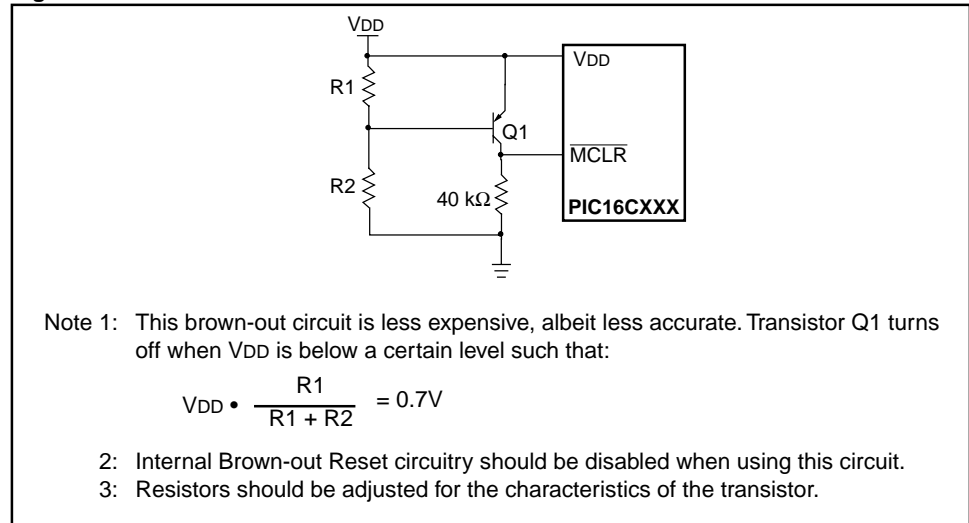 VDD
VDD
R1
Q1
MCLR
R2
40 kΩ
PIC16CXXX
Note 1: This brown-out circuit is less expensive, albeit less accurate. Transistor Q1 turns
off when VDD is below a certain level such that:
VDD • R1 / R1 + R2 = 0.7V
2: Internal Brown-out Reset circuitry should be disabled when using this circuit.
3: Resistors should be adjusted for the characteristics of the transistor.